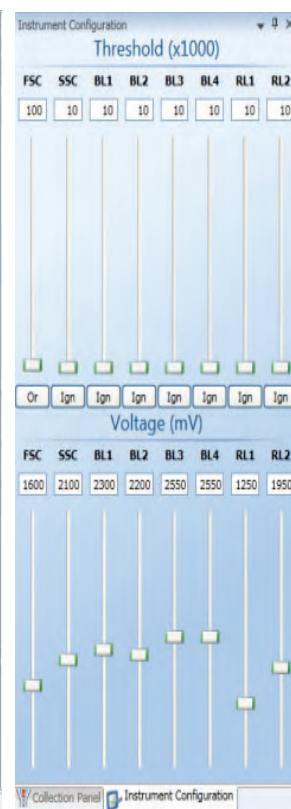 Instrument Configuration
Threshold (x1000)
FSC SSC BL1 BL2 BL3 BL4 RL1 RL2
100 10 10 10 10 10 10 10
Or Ign Ign Ign Ign Ign Ign Ign
Voltage (mV)
FSC SSC BL1 BL2 BL3 BL4 RL1 RL2
1600 2100 2300 2200 2550 2550 1250 1950
Collection Panel Instrument Configuration